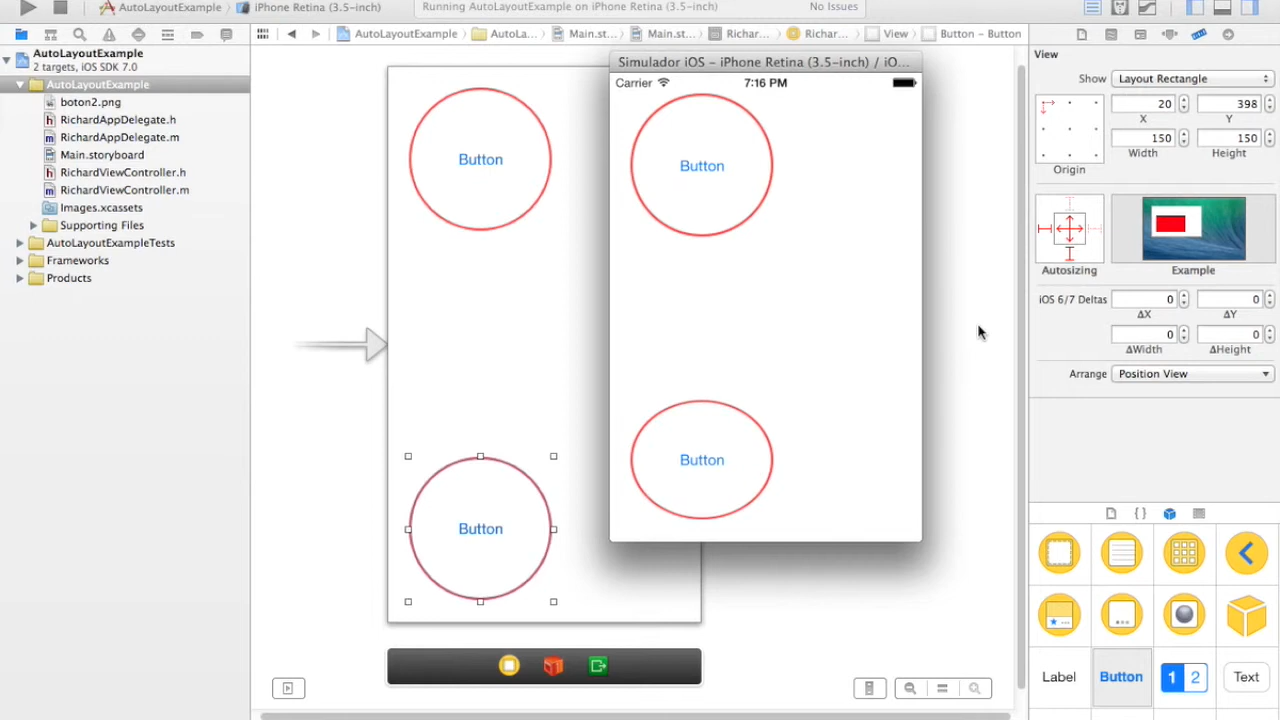 AutoLayoutExample
iPhone Retina (3.5-inch)
Running AutoLayoutExample on iPhone Retina (3.5-inch)
No Issues
AutoLayoutExample
AutoLa...
Main.st...
Main.st...
Richar...
Richar...
View
Button – Button
AutoLayoutExample
2 targets, iOS SDK 7.0
AutoLayoutExample
boton2.png
RichardAppDelegate.h
RichardAppDelegate.m
Main.storyboard
RichardViewController.h
RichardViewController.m
Images.xcassets
Supporting Files
AutoLayoutExampleTests
Frameworks
Products
Button
Button
Simulador iOS – iPhone Retina (3.5-inch) / iO...
Carrier
7:16 PM
Button
Button
View
Show
Layout Rectangle
20
398
X
Y
150
150
Width
Height
Origin
Autosizing
Example
iOS 6/7 Deltas
0
0
ΔX
ΔY
0
0
ΔWidth
ΔHeight
Arrange
Position View
Label
Button
1 2
Text